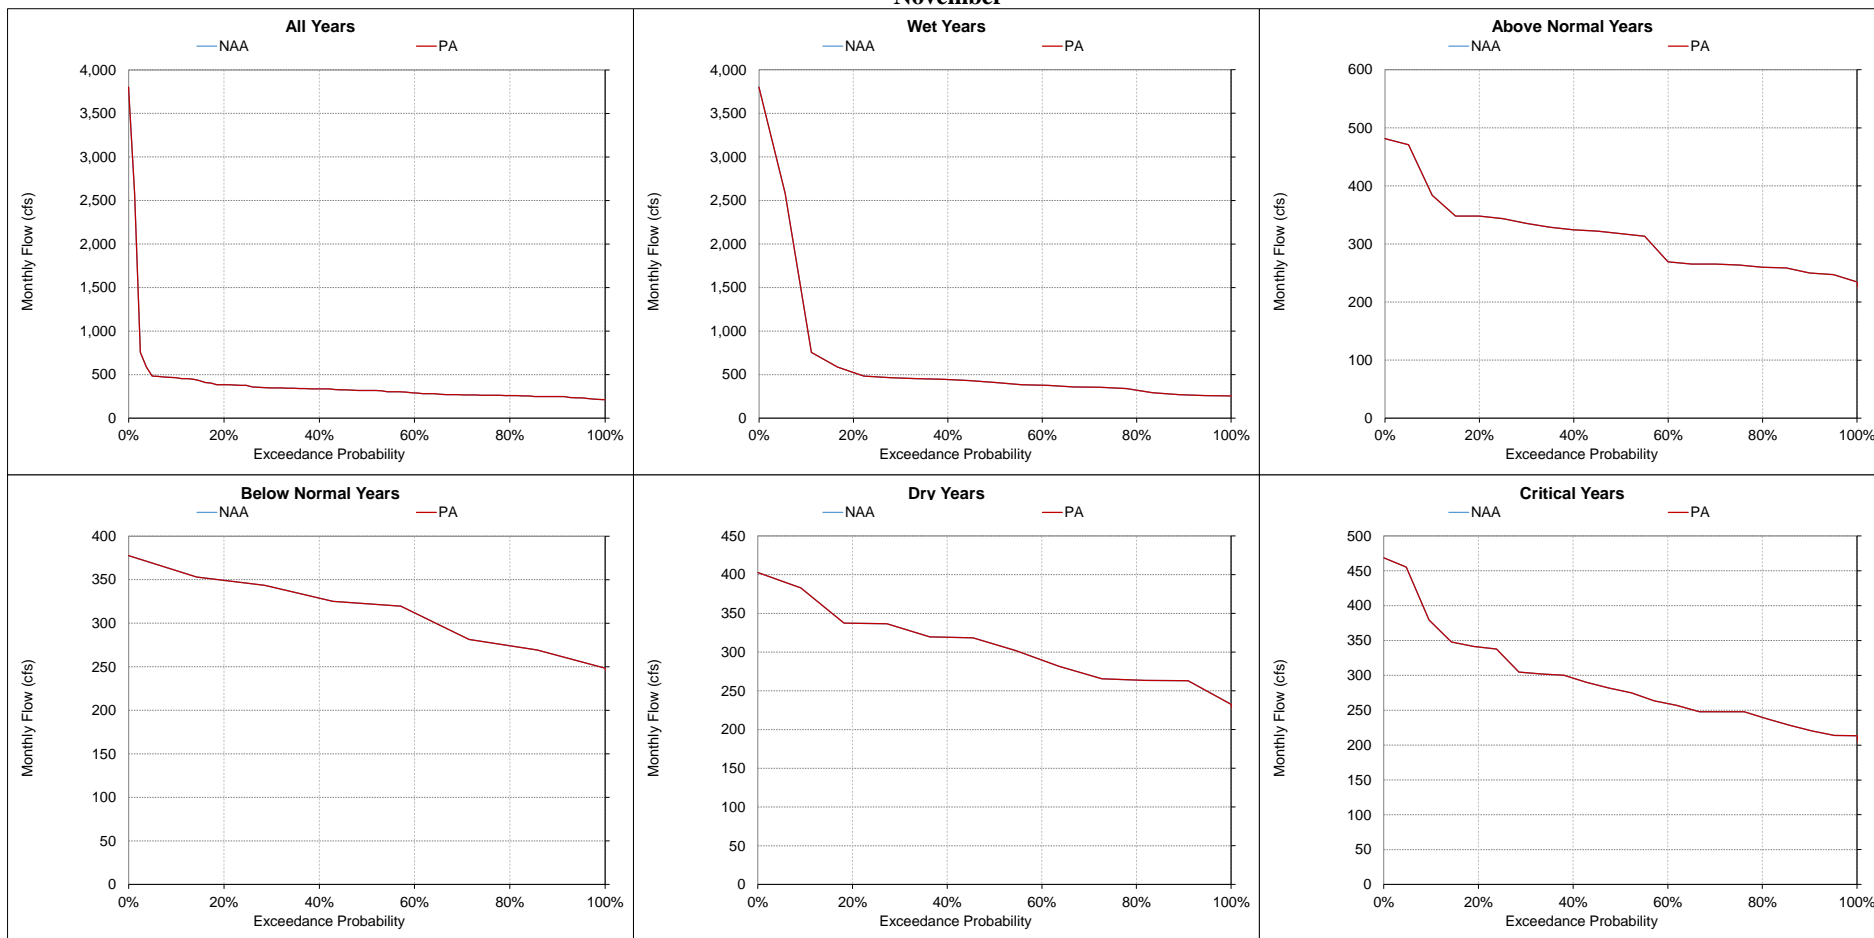 November
All Years
NAA PA
4,000
3,500
3,000
2,500
2,000
1,500
1,000
500
0
Monthly Flow (cfs)
0% 20% 40% 60% 80% 100%
Exceedance Probability
Wet Years
NAA PA
4,000
3,500
3,000
2,500
2,000
1,500
1,000
500
0
Monthly Flow (cfs)
0% 20% 40% 60% 80% 100%
Exceedance Probability
Above Normal Years
NAA PA
600
500
400
300
200
100
0
Monthly Flow (cfs)
0% 20% 40% 60% 80% 100%
Exceedance Probability
Below Normal Years
NAA PA
400
350
300
250
200
150
100
50
0
Monthly Flow (cfs)
0% 20% 40% 60% 80% 100%
Exceedance Probability
Dry Years
NAA PA
450
400
350
300
250
200
150
100
50
0
Monthly Flow (cfs)
0% 20% 40% 60% 80% 100%
Exceedance Probability
Critical Years
NAA PA
500
450
400
350
300
250
200
150
100
50
0
Monthly Flow (cfs)
0% 20% 40% 60% 80% 100%
Exceedance Probability